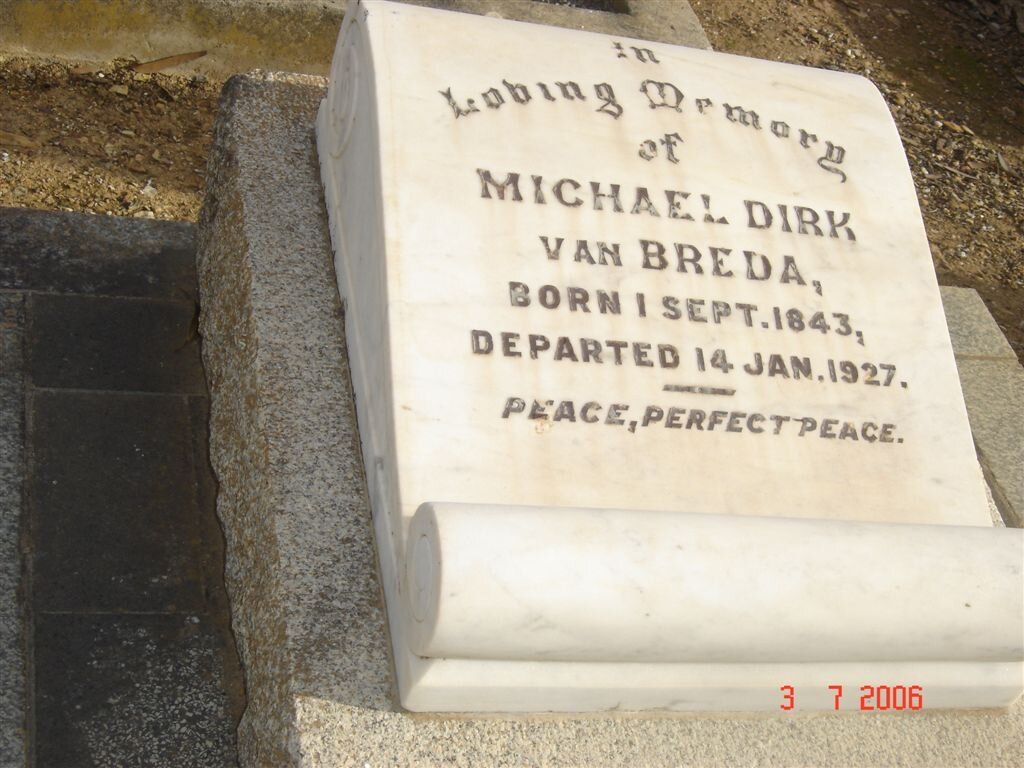 In
Loving Memory
of
MICHAEL DIRK
VAN BREDA,
BORN 1 SEPT. 1843,
DEPARTED 14 JAN. 1927.
PEACE, PERFECT PEACE.
3 7 2006